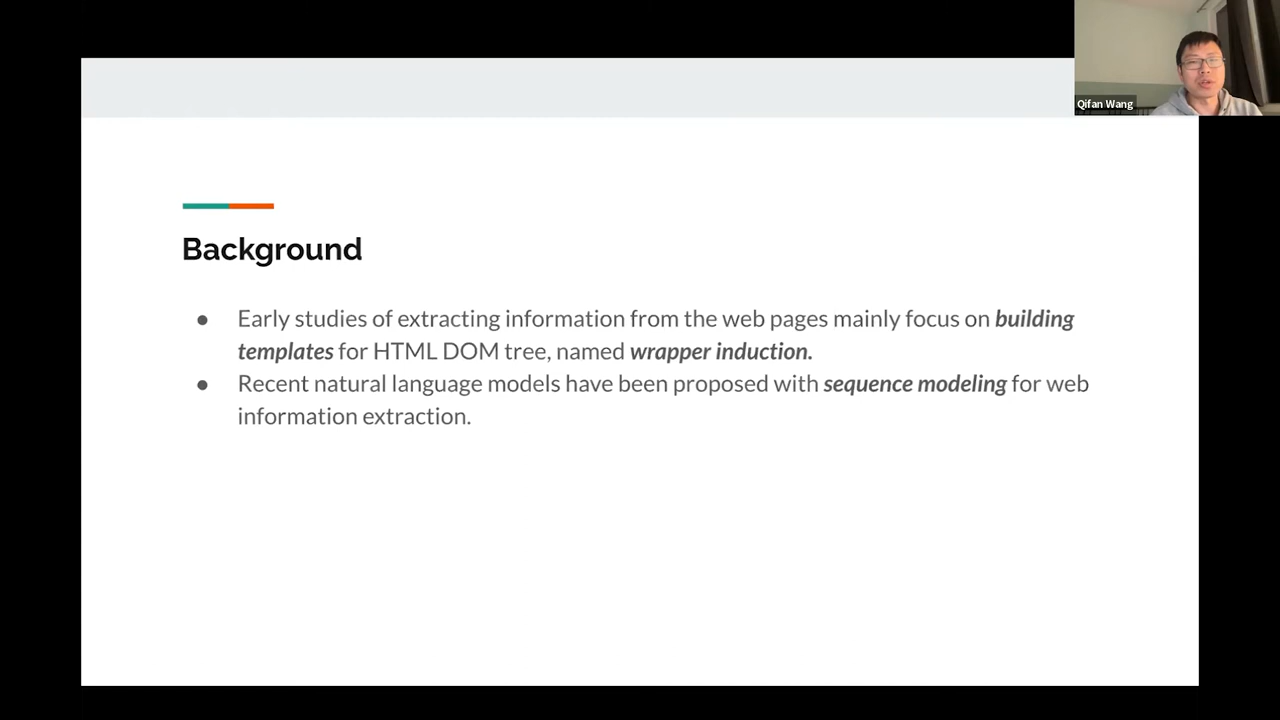 Qifan Wang
Background
● Early studies of extracting information from the web pages mainly focus on building
templates for HTML DOM tree, named wrapper induction.
● Recent natural language models have been proposed with sequence modeling for web
information extraction.